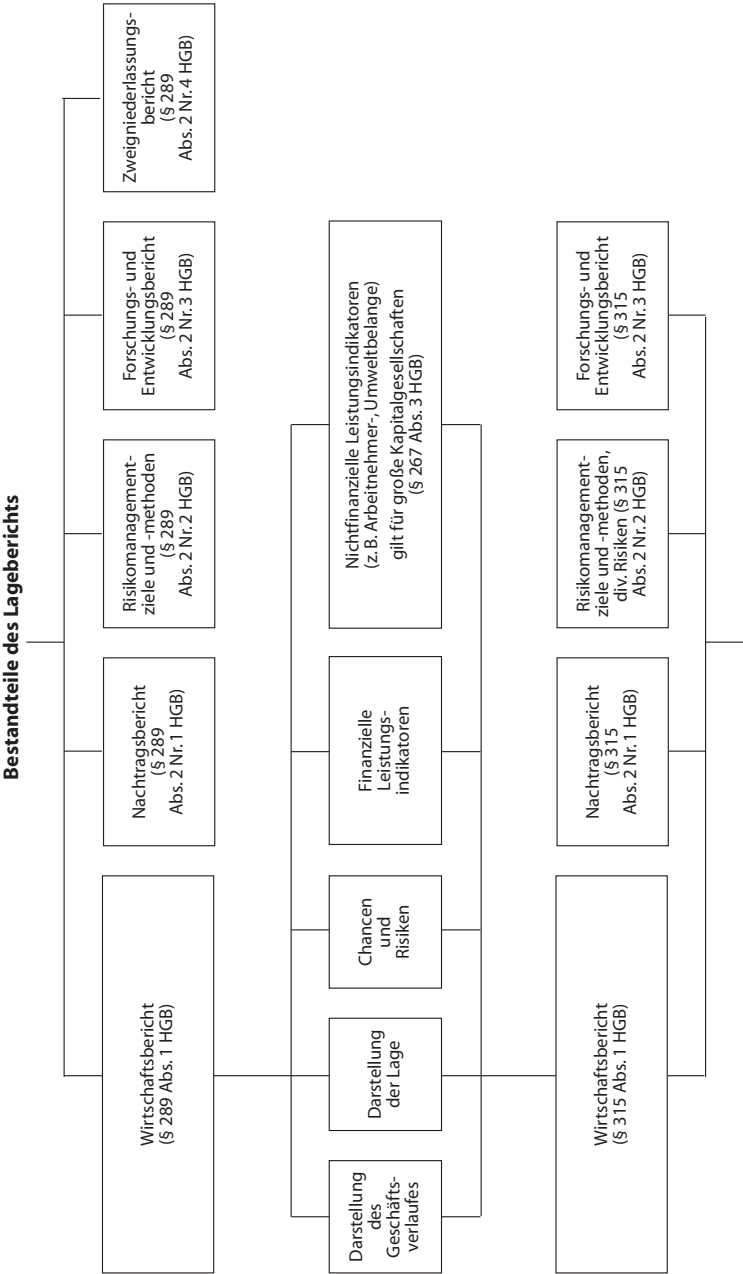 Bestandteile des Lageberichts
Wirtschaftsbericht
(§ 289 Abs. 1 HGB)
Nachtragsbericht
(§ 289
Abs. 2 Nr. 1 HGB)
Risikomanagement-
ziele und -methoden
(§ 289
Abs. 2 Nr. 2 HGB)
Forschungs- und
Entwicklungsbericht
(§ 289
Abs. 2 Nr. 3 HGB)
Zweigniederlassungs-
bericht
(§ 289
Abs. 2 Nr. 4 HGB)
Darstellung
des
Geschäfts-
verlaufes
Darstellung
der Lage
Chancen
und
Risiken
Finanzielle
Leistungs-
indikatoren
Nichtfinanzielle Leistungsindikatoren
(z. B. Arbeitnehmer-, Umweltbelange)
gilt für große Kapitalgesellschaften
(§ 267 Abs. 3 HGB)
Wirtschaftsbericht
(§ 315 Abs. 1 HGB)
Nachtragsbericht
(§ 315
Abs. 2 Nr. 1 HGB)
Risikomanagement-
ziele und -methoden,
div. Risiken (§ 315
Abs. 2 Nr. 2 HGB)
Forschungs- und
Entwicklungsbericht
(§ 315
Abs. 2 Nr. 3 HGB)